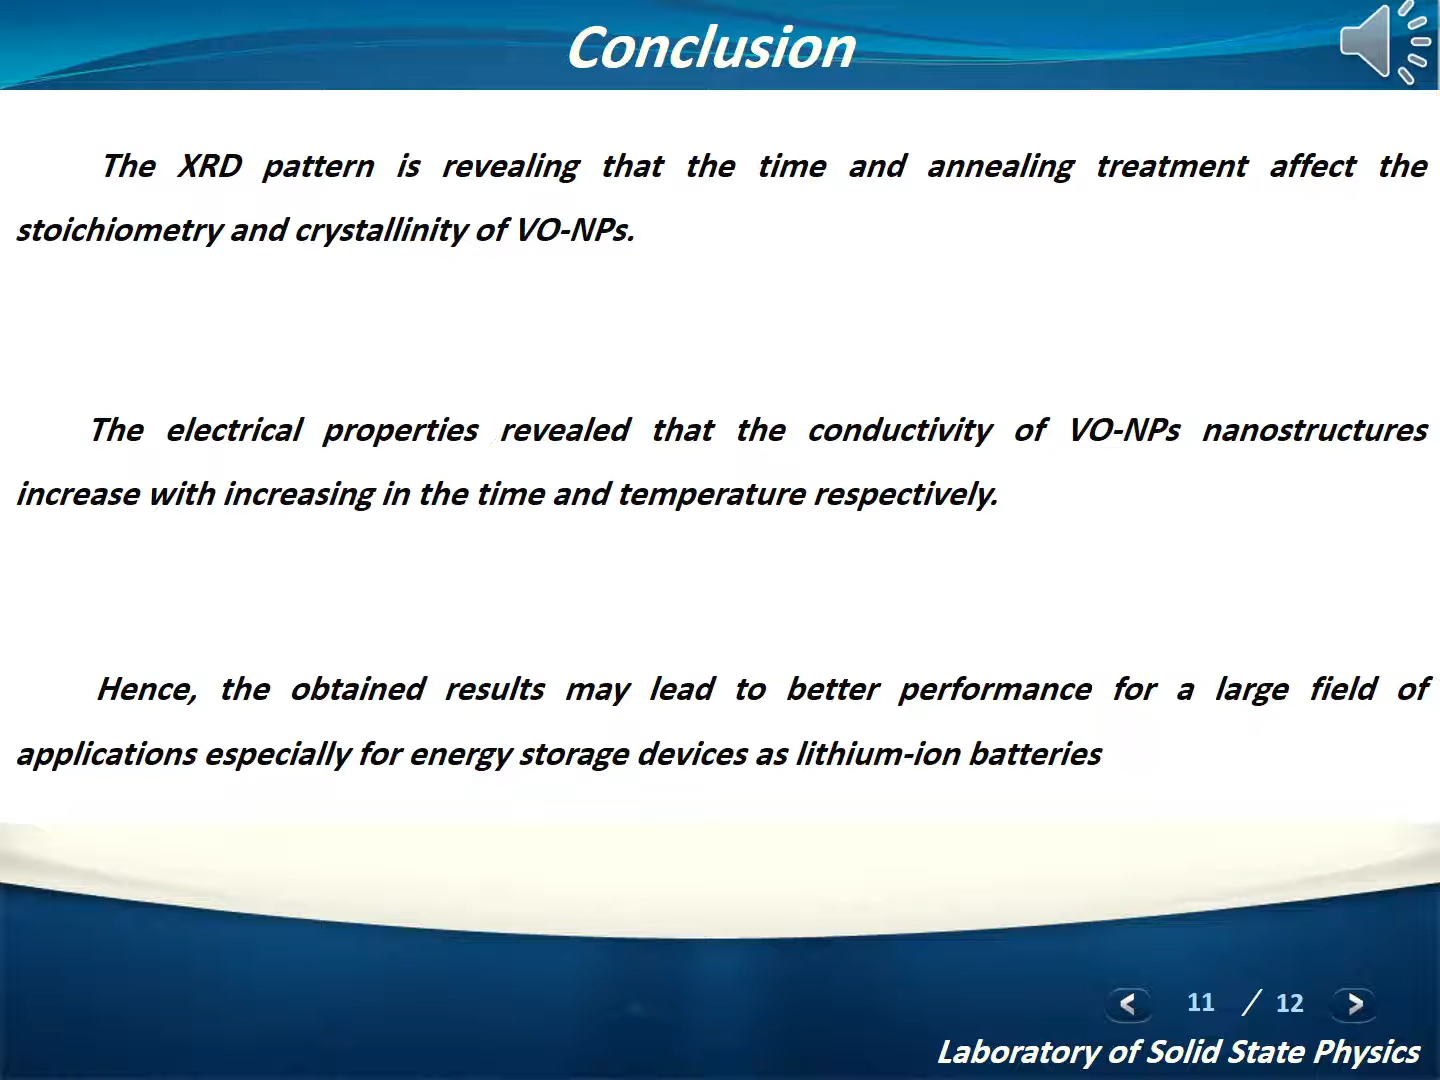 Conclusion
The XRD pattern is revealing that the time and annealing treatment affect the
stoichiometry and crystallinity of VO-NPs.
The electrical properties revealed that the conductivity of VO-NPs nanostructures
increase with increasing in the time and temperature respectively.
Hence, the obtained results may lead to better performance for a large field of
applications especially for energy storage devices as lithium-ion batteries
11 / 12
Laboratory of Solid State Physics